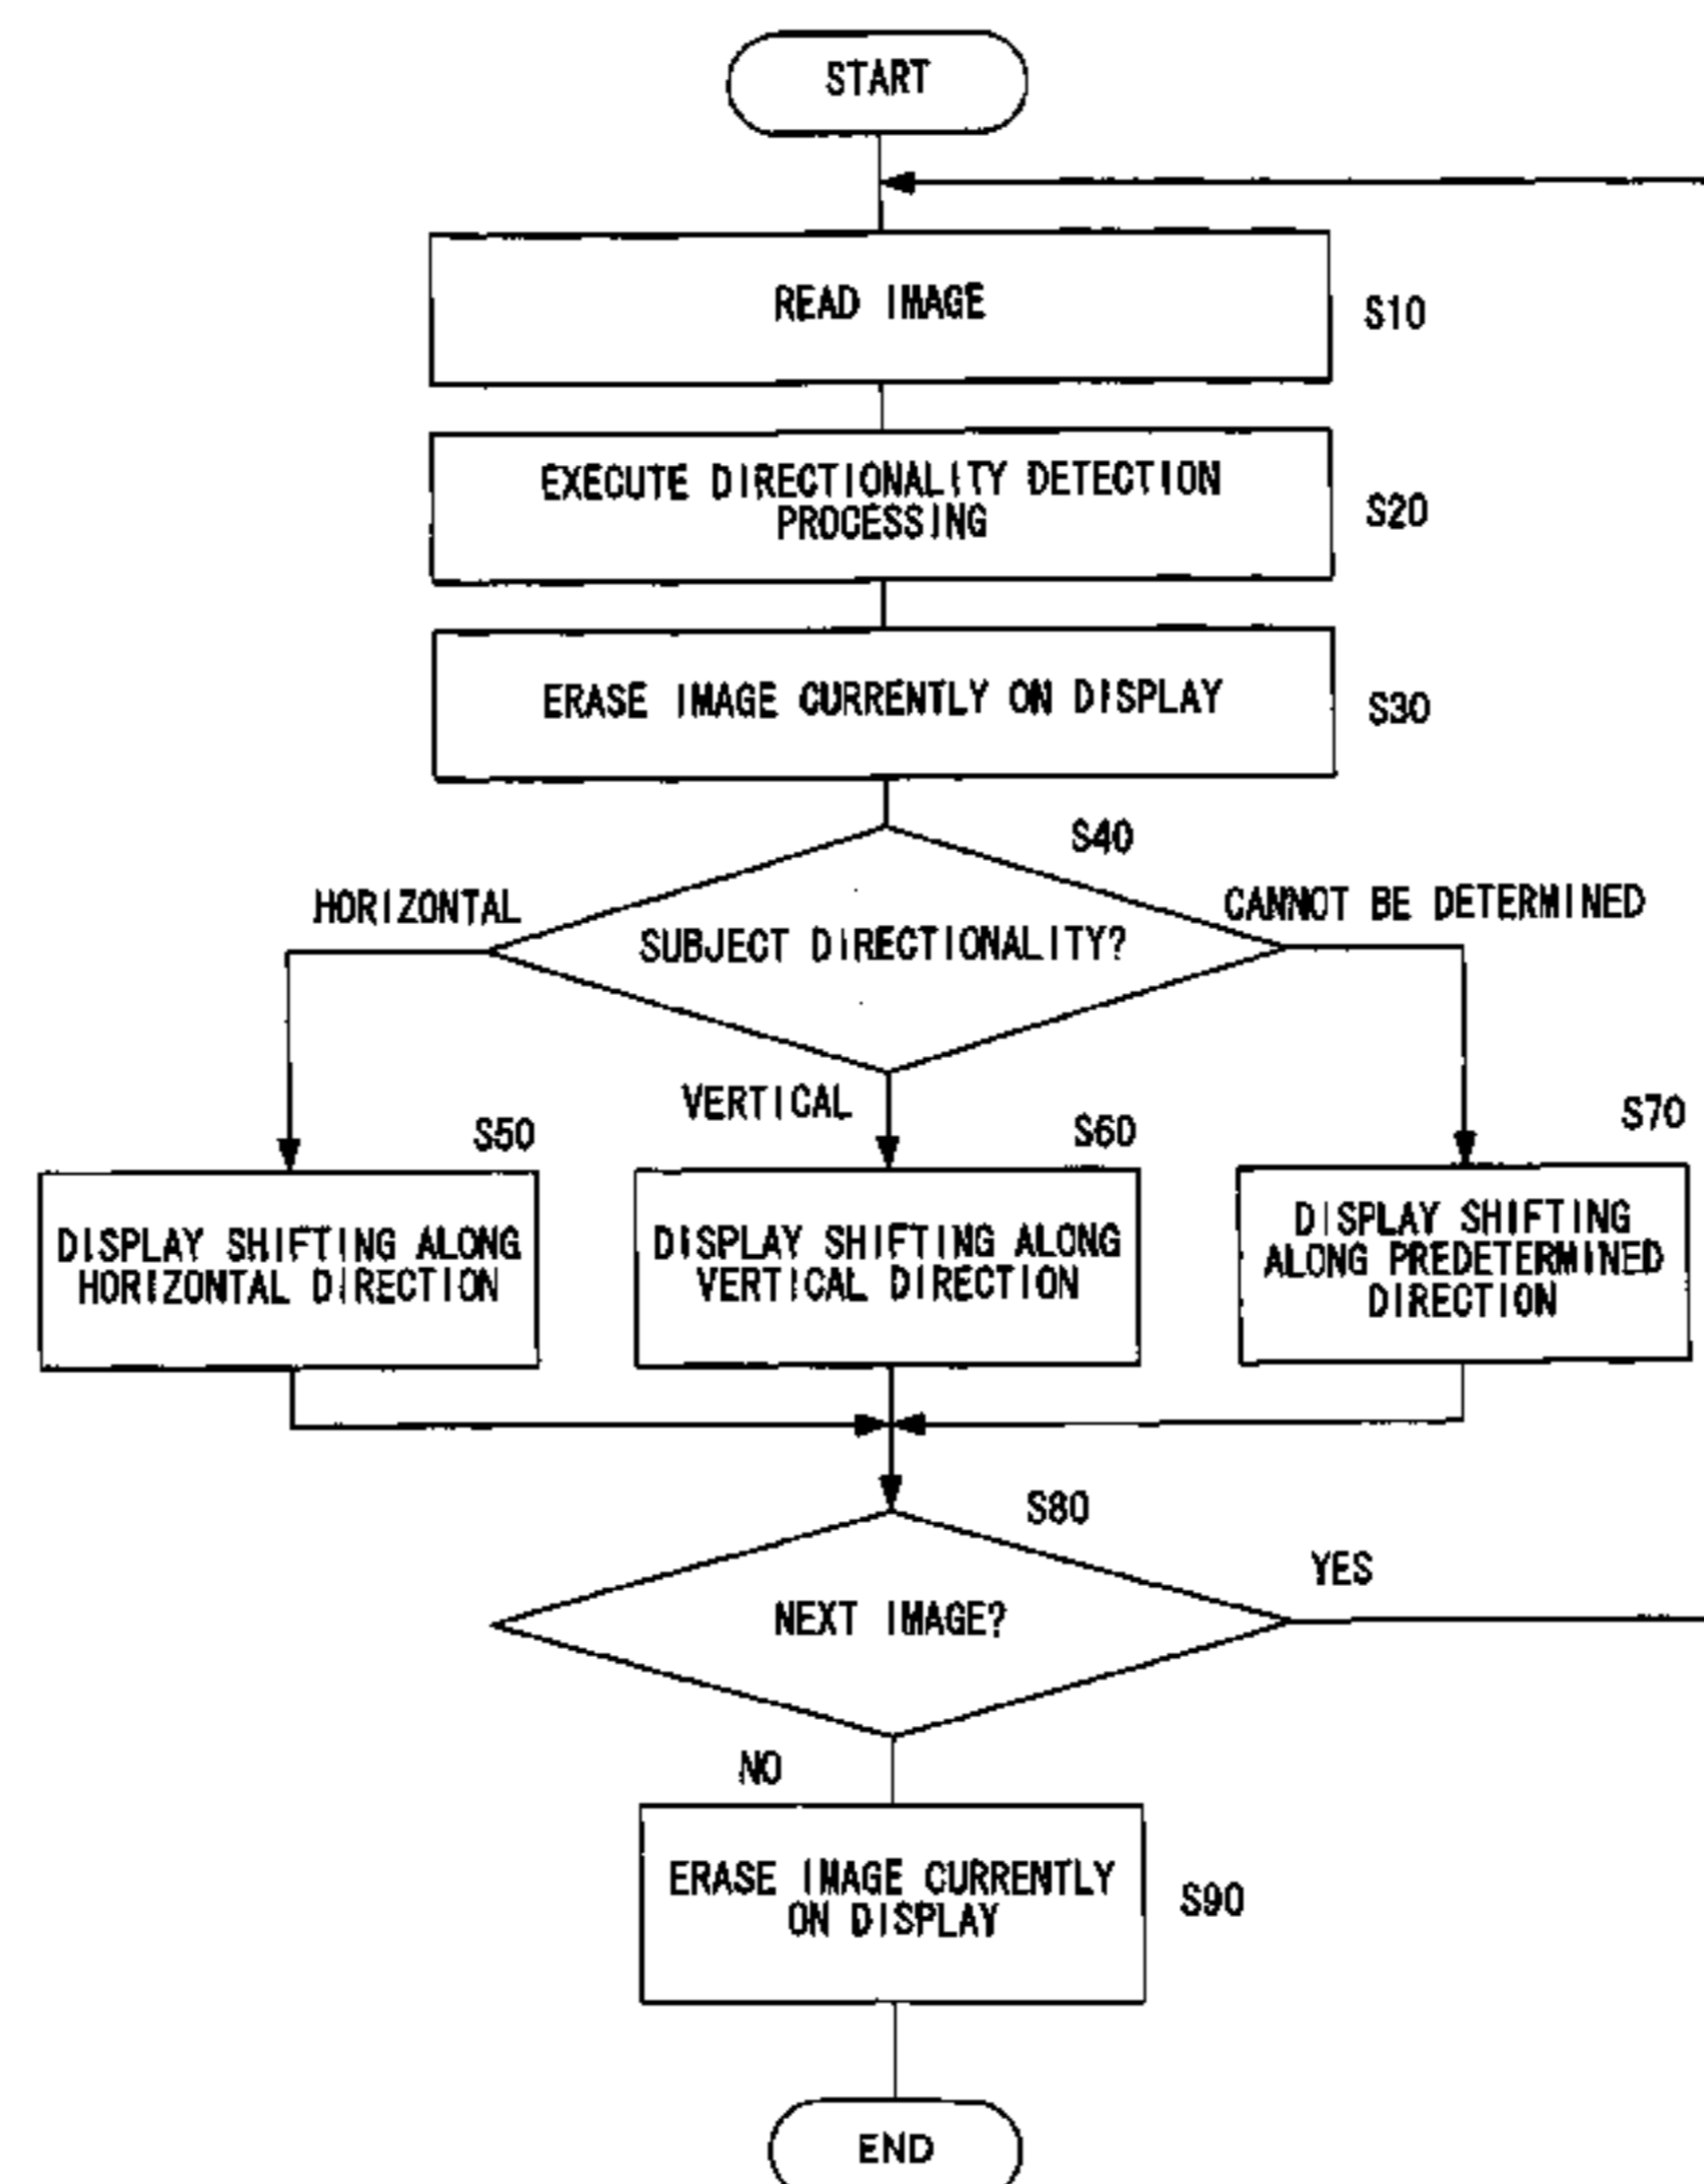 START
READ IMAGE
S10
EXECUTE DIRECTIONALITY DETECTION
PROCESSING
S20
ERASE IMAGE CURRENTLY ON DISPLAY
S30
S40
HORIZONTAL
CANNOT BE DETERMINED
SUBJECT DIRECTIONALITY?
VERTICAL
S50
S60
S70
DISPLAY SHIFTING ALONG
HORIZONTAL DIRECTION
DISPLAY SHIFTING ALONG
VERTICAL DIRECTION
DISPLAY SHIFTING
ALONG PREDETERMINED
DIRECTION
S80
YES
NEXT IMAGE?
NO
ERASE IMAGE CURRENTLY
ON DISPLAY
S90
END